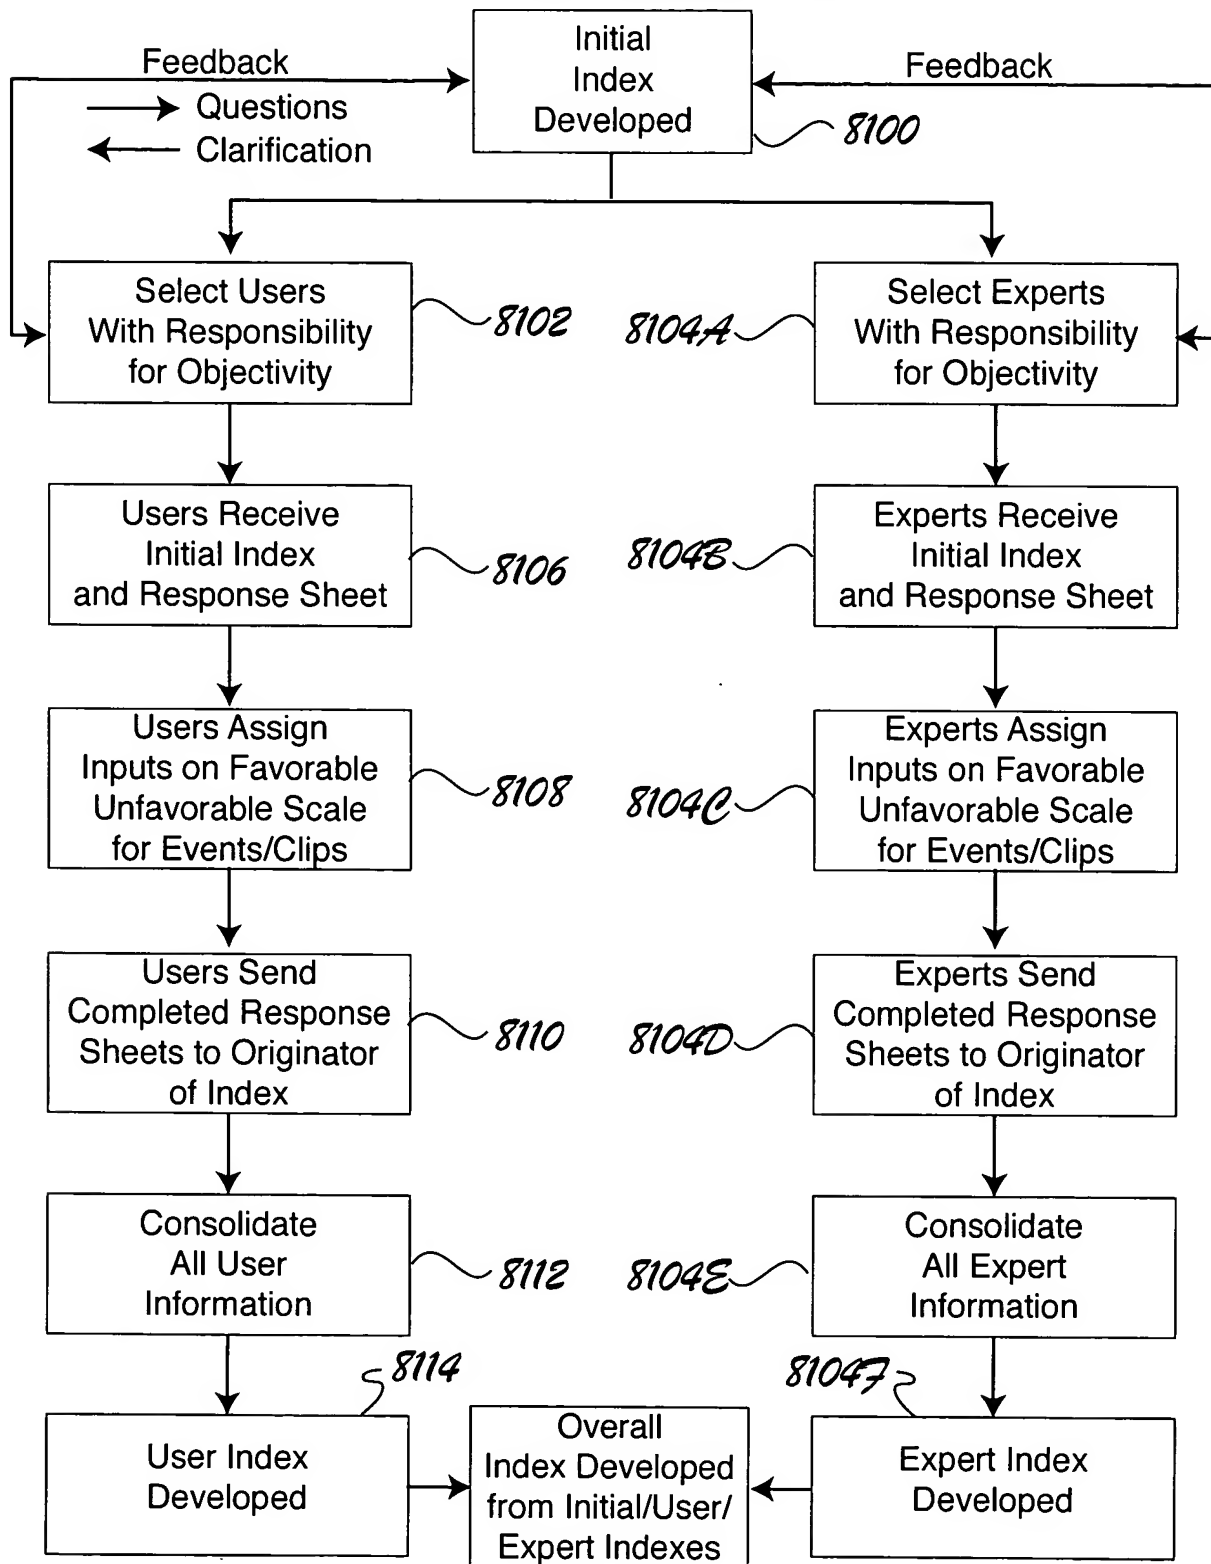 Initial
Index
Developed
8100
Feedback
Questions
Clarification
Feedback
Select Users
With Responsibility
for Objectivity
8102
8104A
Select Experts
With Responsibility
for Objectivity
Users Receive
Initial Index
and Response Sheet
8106
8104B
Experts Receive
Initial Index
and Response Sheet
Users Assign
Inputs on Favorable
Unfavorable Scale
for Events/Clips
8108
8104C
Experts Assign
Inputs on Favorable
Unfavorable Scale
for Events/Clips
Users Send
Completed Response
Sheets to Originator
of Index
8110
8104D
Experts Send
Completed Response
Sheets to Originator
of Index
Consolidate
All User
Information
8112
8104E
Consolidate
All Expert
Information
8114
8104F
User Index
Developed
Overall
Index Developed
from Initial/User/
Expert Indexes
Expert Index
Developed